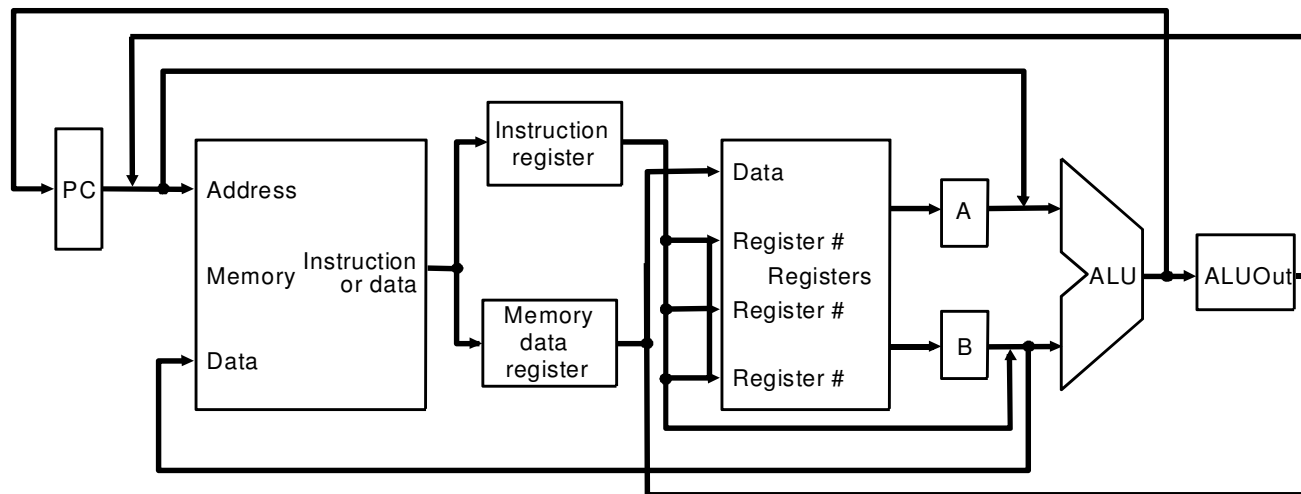 PC
Address
Memory
Instruction
or data
Data
Instruction
register
Memory
data
register
Data
Register #
Registers
Register #
Register #
A
B
ALU
ALUOut